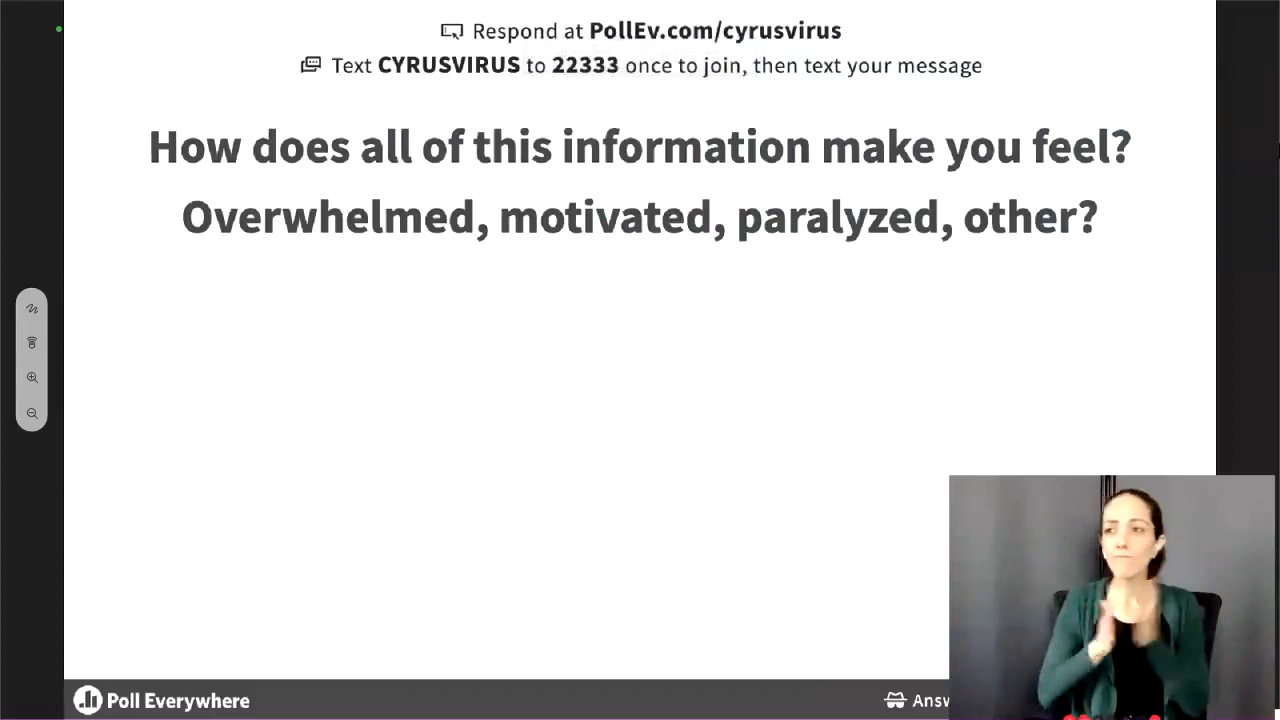 Respond at PollEv.com/cyrusvirus
Text CYRUSVIRUS to 22333 once to join, then text your message
How does all of this information make you feel?
Overwhelmed, motivated, paralyzed, other?
Poll Everywhere